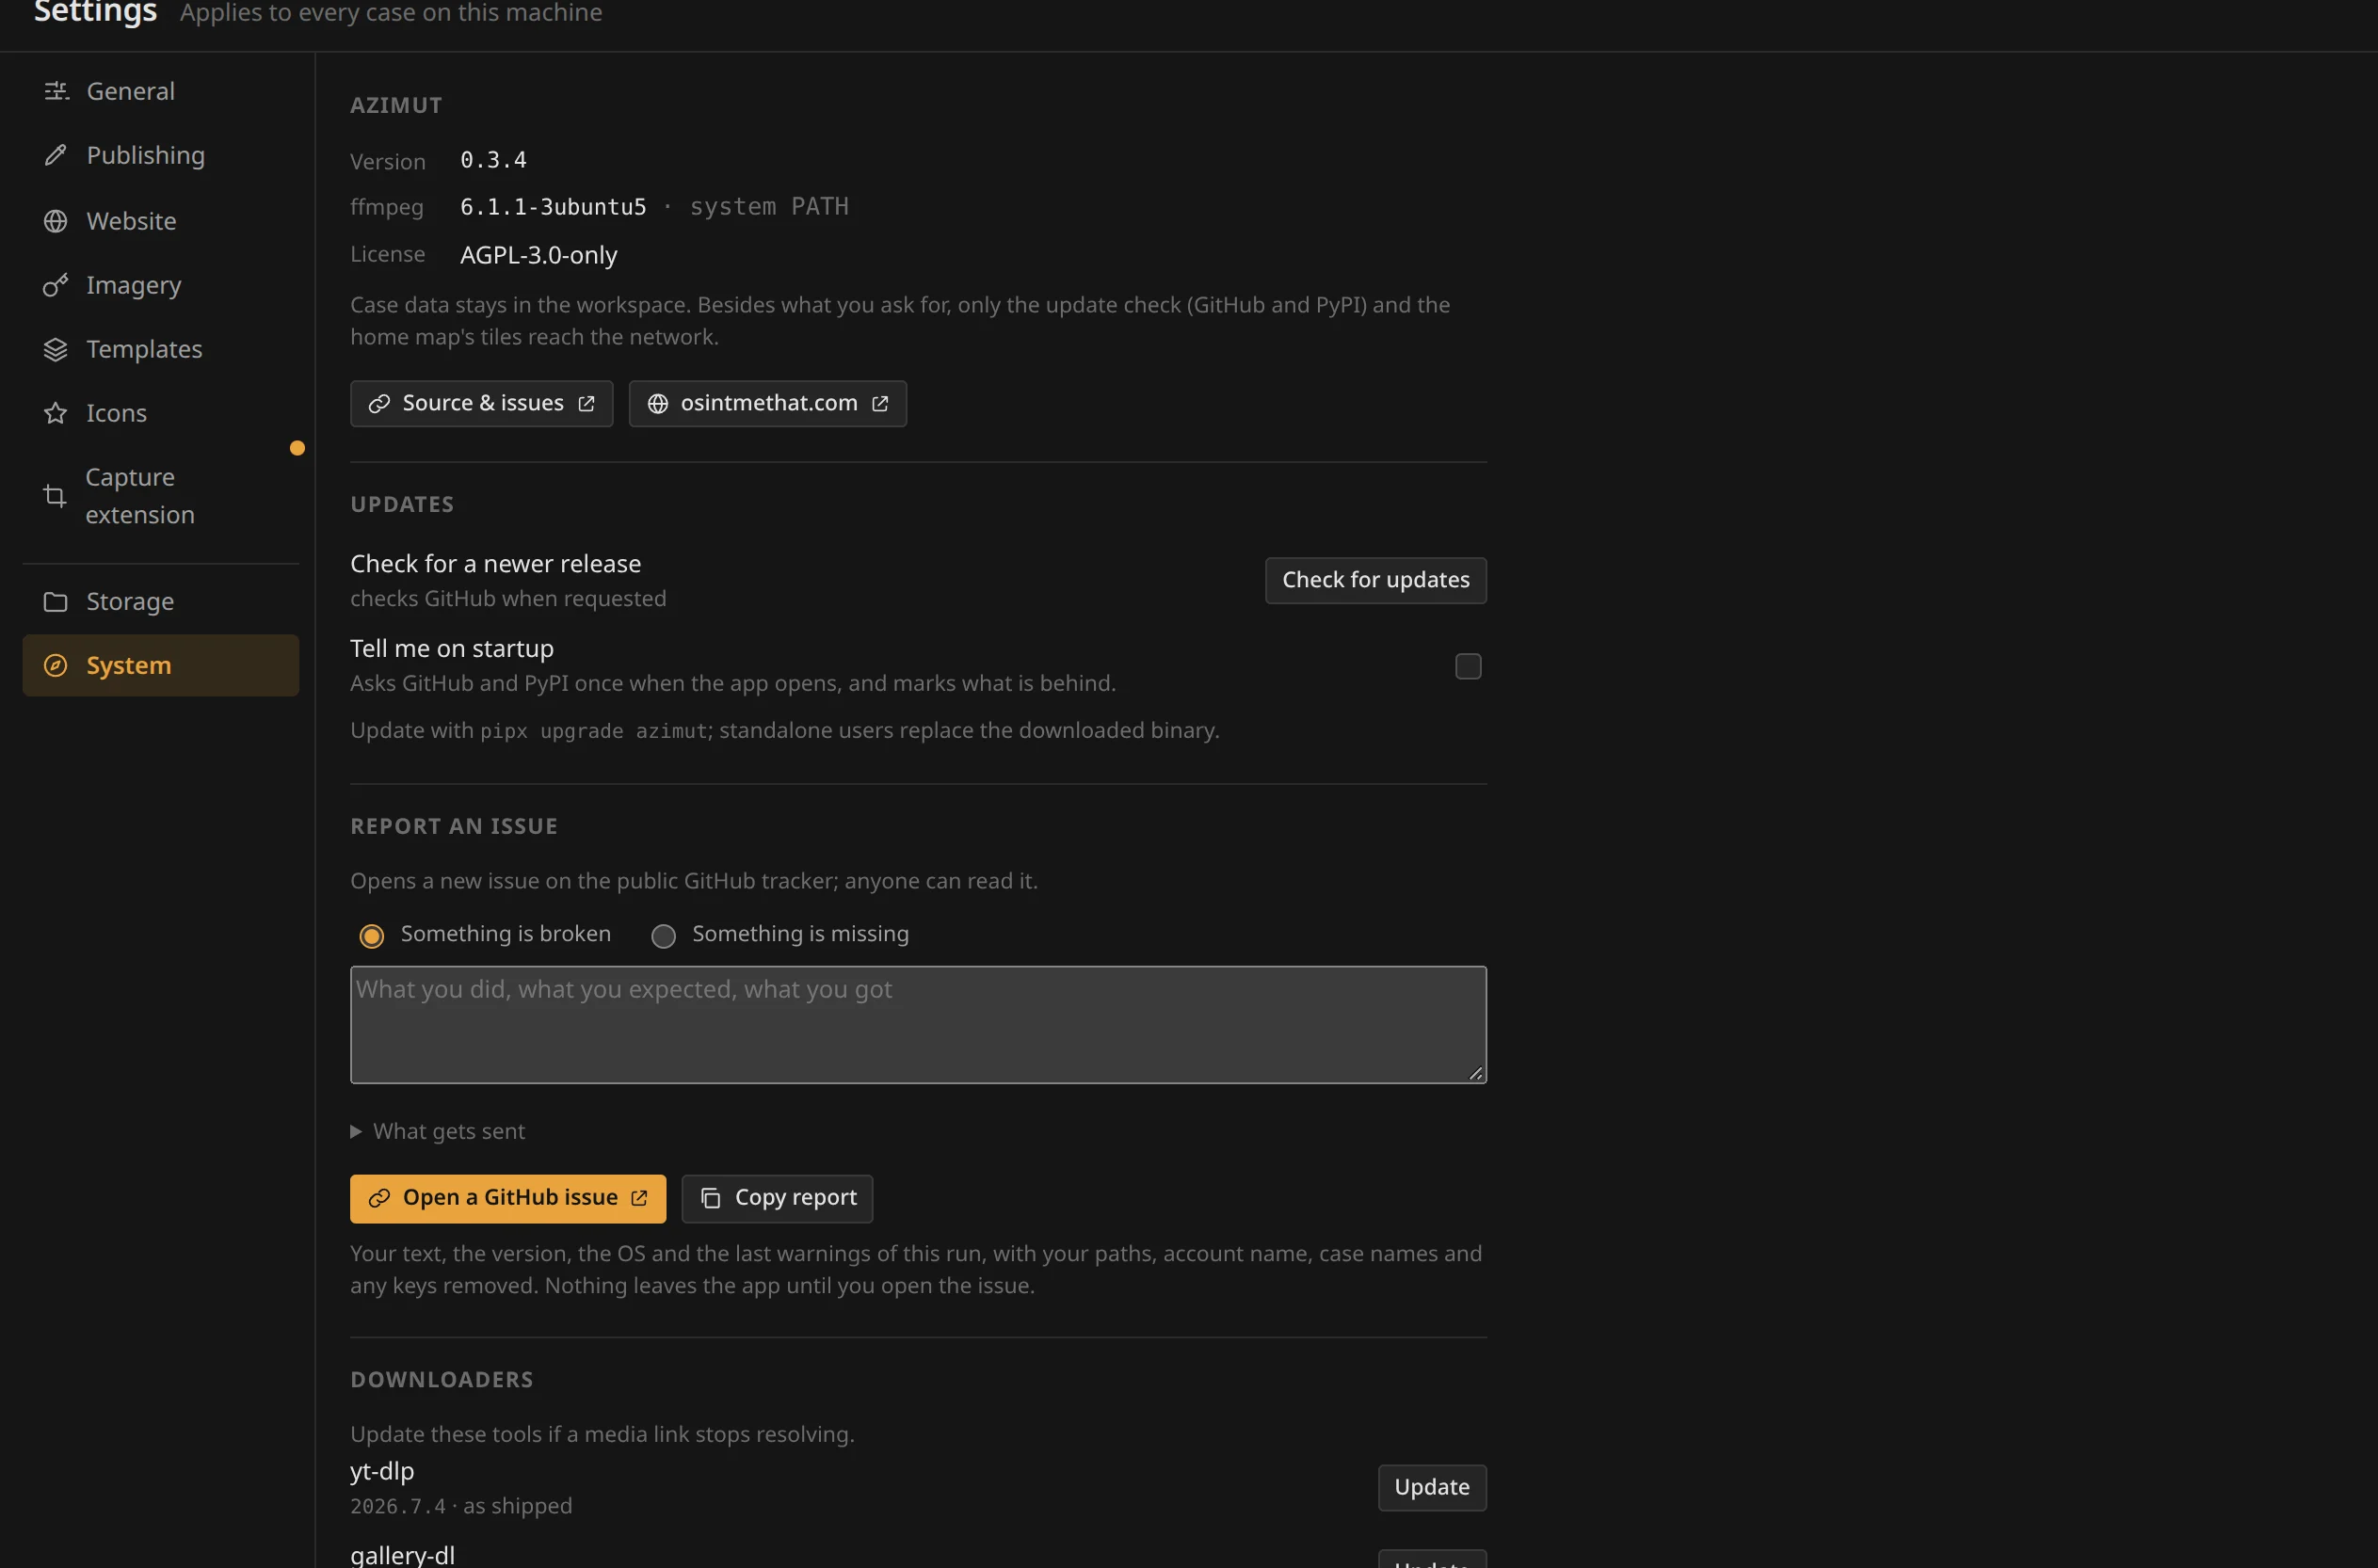 Settings Applies to every case on this machine
General
Publishing
Website
Imagery
Templates
Icons
Capture
extension
Storage
System
AZIMUT
Version 0.3.4
ffmpeg 6.1.1-3ubuntu5 · system PATH
License AGPL-3.0-only
Case data stays in the workspace. Besides what you ask for, only the update check (GitHub and PyPI) and the
home map's tiles reach the network.
Source & issues osintmethat.com
UPDATES
Check for a newer release
checks GitHub when requested
Check for updates
Tell me on startup
Asks GitHub and PyPI once when the app opens, and marks what is behind.
Update with pipx upgrade azimut; standalone users replace the downloaded binary.
REPORT AN ISSUE
Opens a new issue on the public GitHub tracker; anyone can read it.
Something is broken Something is missing
What you did, what you expected, what you got
What gets sent
Open a GitHub issue Copy report
Your text, the version, the OS and the last warnings of this run, with your paths, account name, case names and
any keys removed. Nothing leaves the app until you open the issue.
DOWNLOADERS
Update these tools if a media link stops resolving.
yt-dlp
2026.7.4 · as shipped
Update
gallery-dl
Update